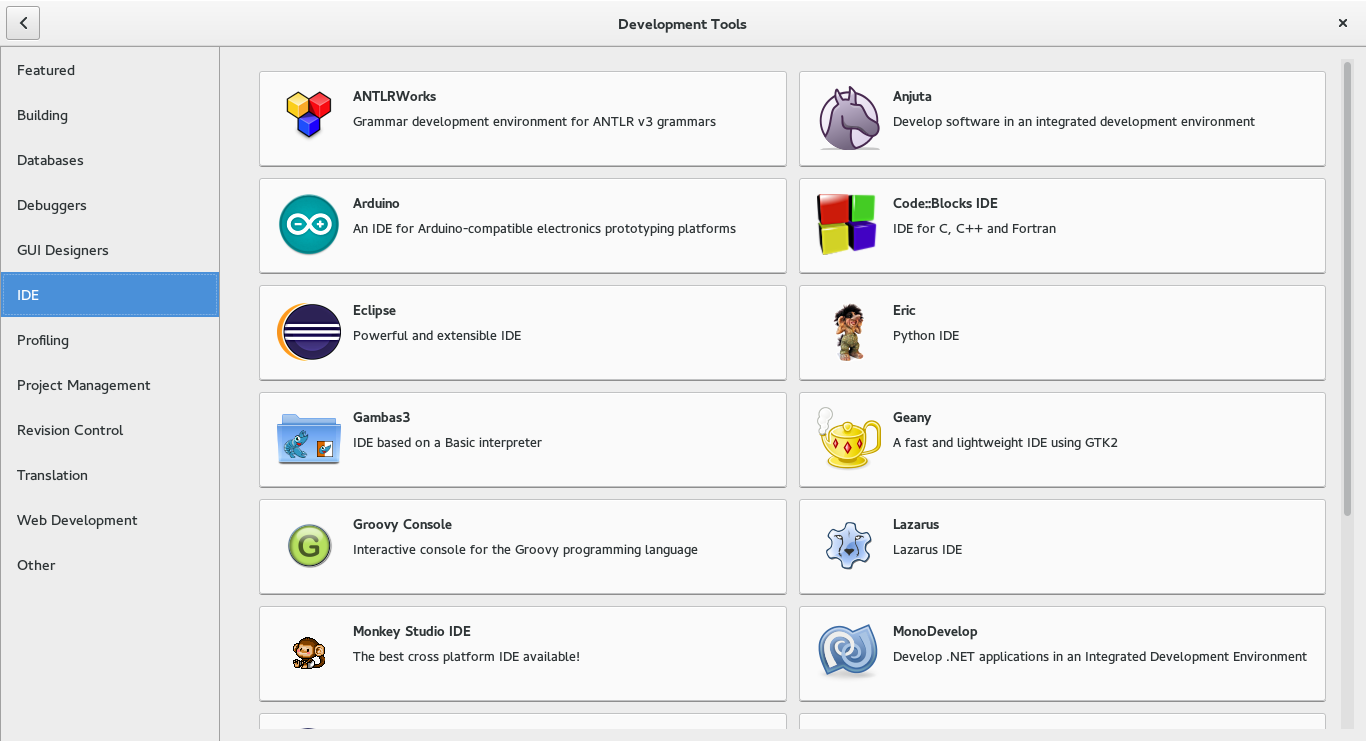 Development Tools
Featured
Building
Databases
Debuggers
GUI Designers
IDE
Profiling
Project Management
Revision Control
Translation
Web Development
Other
ANTLRWorks
Grammar development environment for ANTLR v3 grammars
Anjuta
Develop software in an integrated development environment
Arduino
An IDE for Arduino-compatible electronics prototyping platforms
Code::Blocks IDE
IDE for C, C++ and Fortran
Eclipse
Powerful and extensible IDE
Eric
Python IDE
Gambas3
IDE based on a Basic interpreter
Geany
A fast and lightweight IDE using GTK2
G
Groovy Console
Interactive console for the Groovy programming language
Lazarus
Lazarus IDE
Monkey Studio IDE
The best cross platform IDE available!
MonoDevelop
Develop .NET applications in an Integrated Development Environment